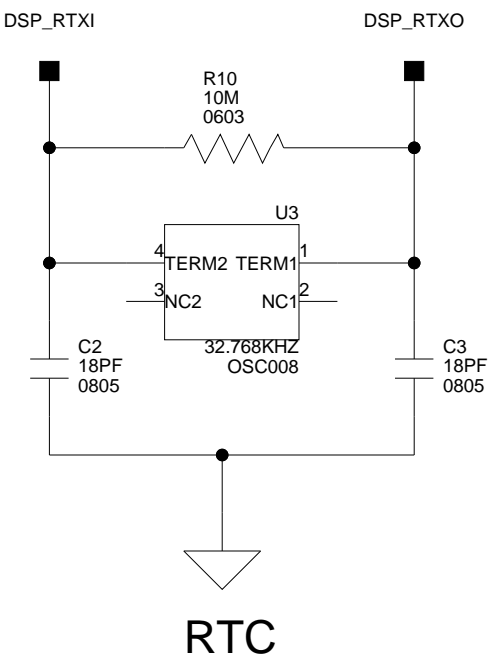 DSP_RTXI
DSP_RTXO
R10
10M
0603
U3
4
TERM2
TERM1
1
3
NC2
NC1
2
32.768KHZ
OSC008
C2
18PF
0805
C3
18PF
0805
RTC